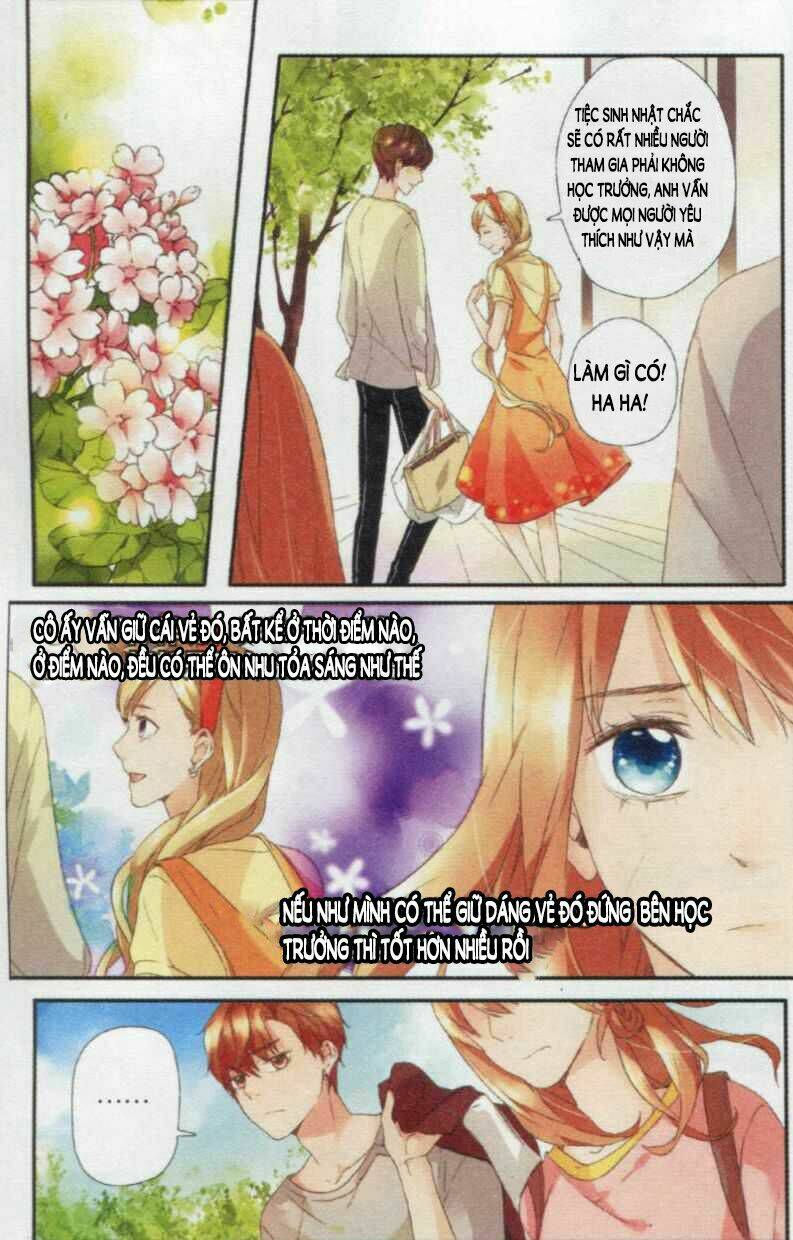 TIỆC SINH NHẬT CHẮC
SẼ CÓ RẤT NHIỀU NGƯỜI
THAM GIA PHẢI KHÔNG
HỌC TRƯỞNG, ANH VẪN
ĐƯỢC MỌI NGƯỜI YÊU
THÍCH NHƯ VẬY MÀ
LÀM GÌ CÓ!
HA HA!
CÔ ẤY VẪN GIỮ CÁI VẺ ĐÓ, BẤT KỂ Ở THỜI ĐIỂM NÀO,
Ở ĐIỂM NÀO, ĐỀU CÓ THỂ ÔN NHU TỎA SÁNG NHƯ THẾ
NẾU NHƯ MÌNH CÓ THỂ GIỮ DÁNG VẺ ĐÓ ĐỨNG BÊN HỌC
TRƯỞNG THÌ TỐT HƠN NHIỀU RỒI
......